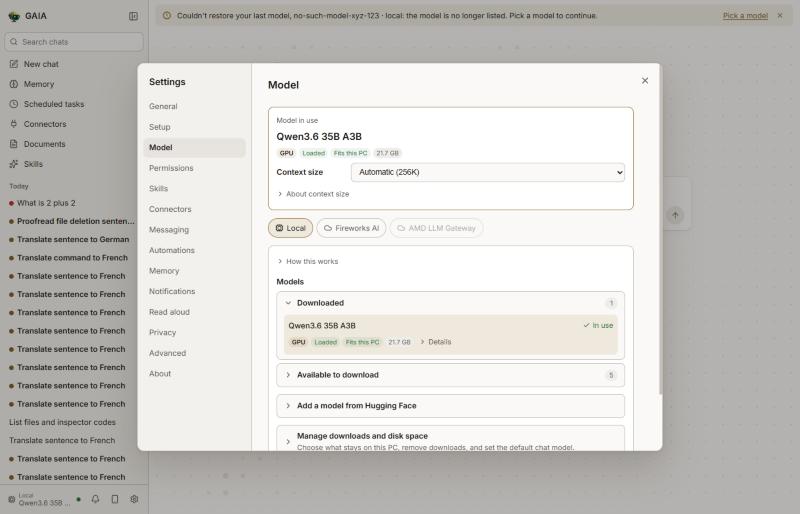 GAIA
Search chats
New chat
Memory
Scheduled tasks
Connectors
Documents
Skills
Today
What is 2 plus 2
Proofread file deletion senten...
Translate sentence to German
Translate command to French
Translate sentence to French
Translate sentence to French
Translate sentence to French
Translate sentence to French
Translate sentence to French
Translate sentence to French
Translate sentence to French
Translate sentence to French
List files and inspector codes
Translate sentence to French
Translate sentence to French
Translate sentence to French
Local
Qwen3.6 35B ...
Couldn't restore your last model, no-such-model-xyz-123 · local: the model is no longer listed. Pick a model to continue.
Pick a model
Settings
General
Setup
Model
Permissions
Skills
Connectors
Messaging
Automations
Memory
Notifications
Read aloud
Privacy
Advanced
About
Model
Model in use
Qwen3.6 35B A3B
GPU Loaded Fits this PC 21.7 GB
Context size Automatic (256K)
About context size
Local Fireworks AI AMD LLM Gateway
How this works
Models
Downloaded 1
Qwen3.6 35B A3B In use
GPU Loaded Fits this PC 21.7 GB Details
Available to download 5
Add a model from Hugging Face
Manage downloads and disk space
Choose what stays on this PC, remove downloads, and set the default chat model.